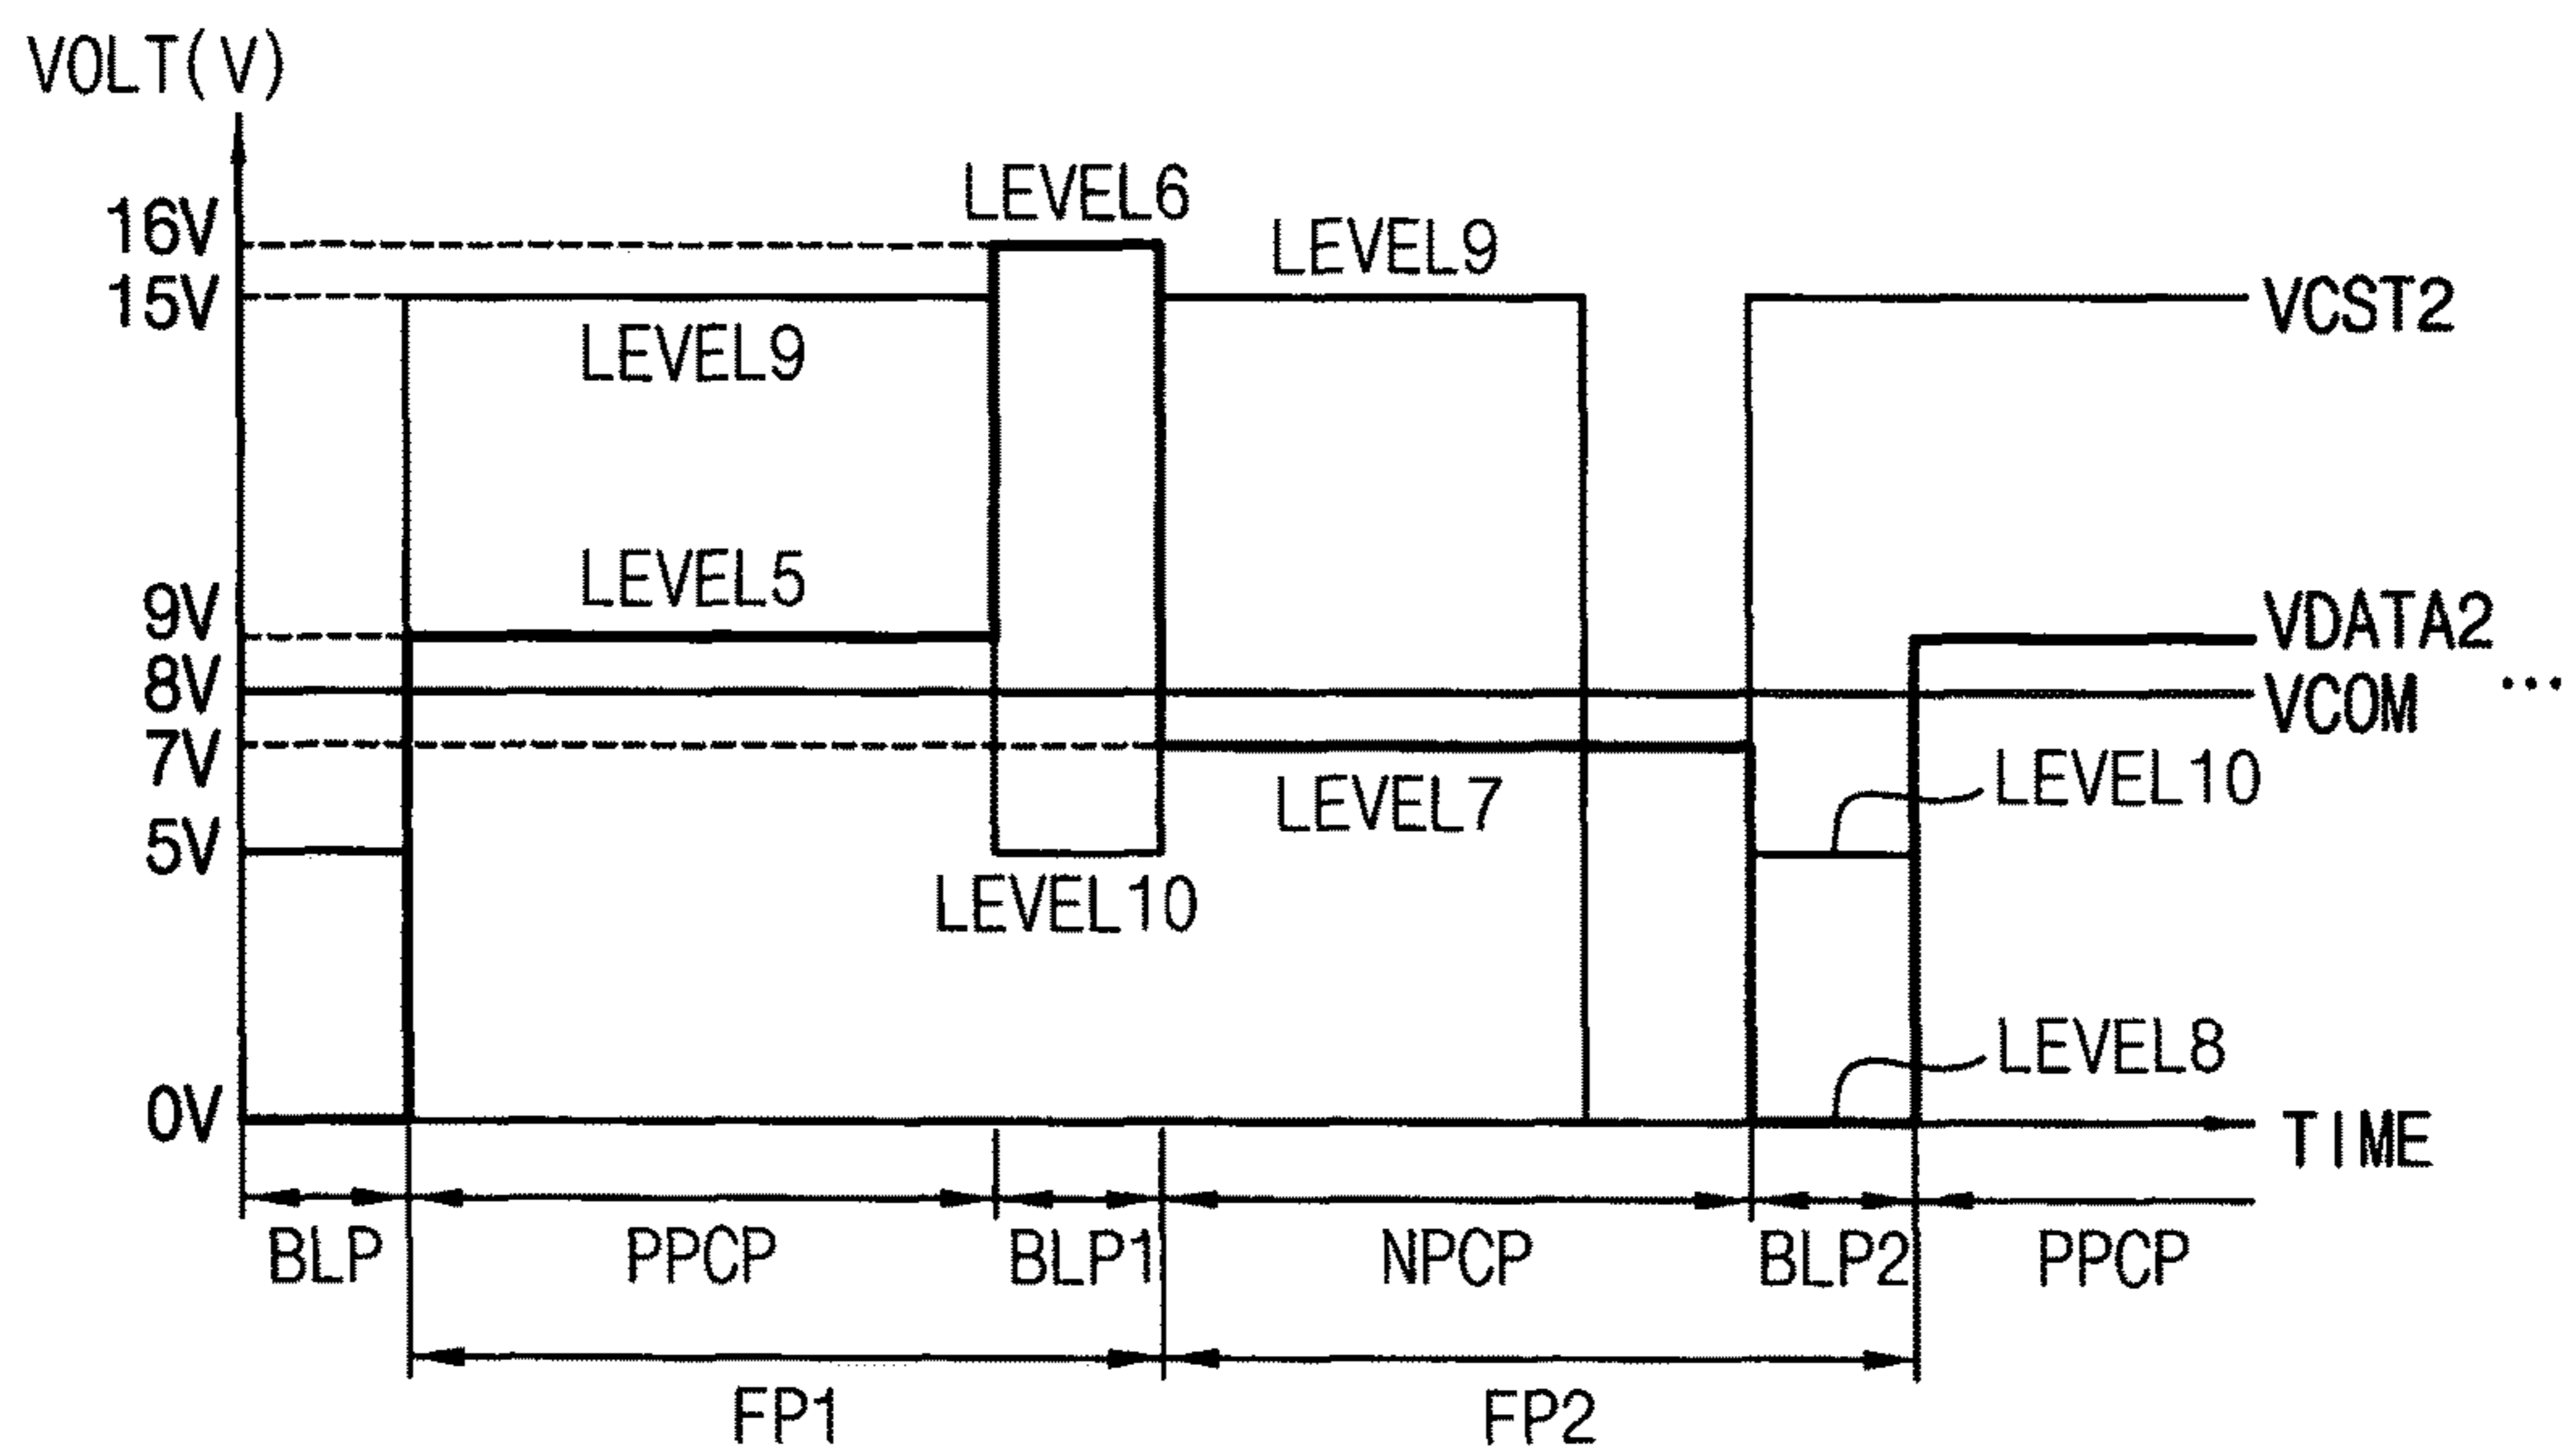 VOLT(V)
16V
15V
9V
8V
7V
5V
0V
LEVEL6
LEVEL9
LEVEL9
LEVEL5
LEVEL7
LEVEL10
LEVEL10
LEVEL8
VCST2
VDATA2
VCOM ...
TIME
BLP PPCP BLP1 NPCP BLP2 PPCP
FP1 FP2